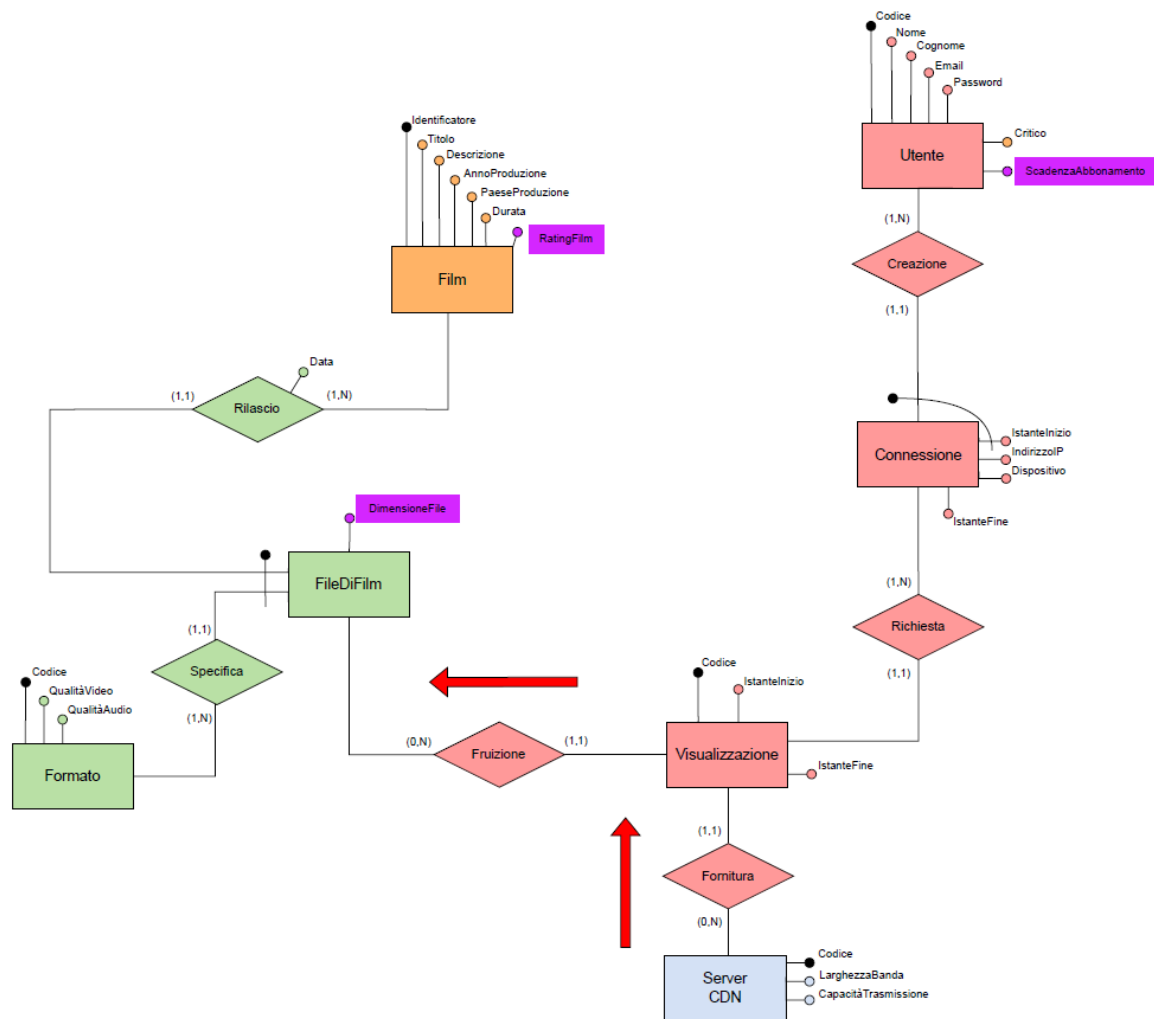 Codice
Nome
Cognome
Email
Password
Utente
Critico
ScadenzaAbbonamento
(1,N)
Creazione
(1,1)
Identificatore
Titolo
Descrizione
AnnoProduzione
PaeseProduzione
Durata
RatingFilm
Film
Data
(1,1)
Rilascio
(1,N)
Connessione
IstanteInizio
IndirizzoIP
Dispositivo
IstanteFine
DimensioneFile
FileDiFilm
(1,N)
Richiesta
(1,1)
(1,1)
Specifica
(1,N)
Codice
QualitàVideo
QualitàAudio
Formato
Codice
IstanteInizio
(0,N)
Fruizione
(1,1)
Visualizzazione
IstanteFine
(1,1)
Fornitura
(0,N)
Server
CDN
Codice
LarghezzaBanda
CapacitàTrasmissione